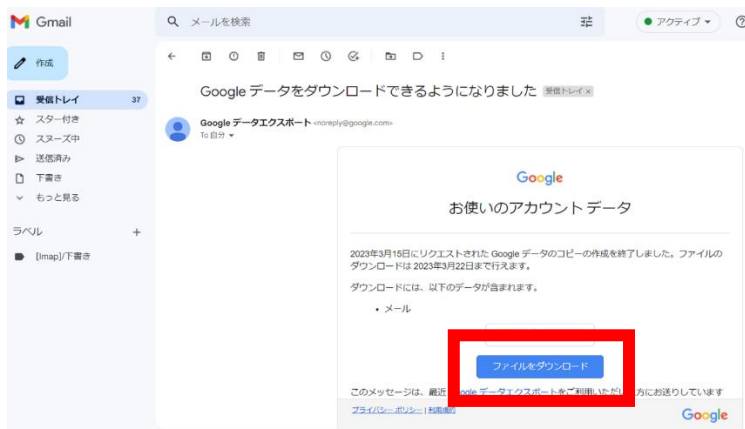 Gmail
メールを検索
アクティブ
作成
Google データをダウンロードできるようになりました 受信トレイ ×
受信トレイ 37
スター付き
スヌーズ中
送信済み
下書き
もっと見る
ラベル +
[Imap]/下書き
Google データエクスポート <noreply@google.com>
To 自分
Google
お使いのアカウント データ
2023年3月15日にリクエストされた Google データのコピーの作成を終了しました。ファイルの
ダウンロードは 2023年3月22日まで行えます。
ダウンロードには、以下のデータが含まれます。
• メール
ファイルをダウンロード
このメッセージは、最近 Google データエクスポートをご利用いただい 方にお送りしています
プライバシー ポリシー | 利用規約
Google